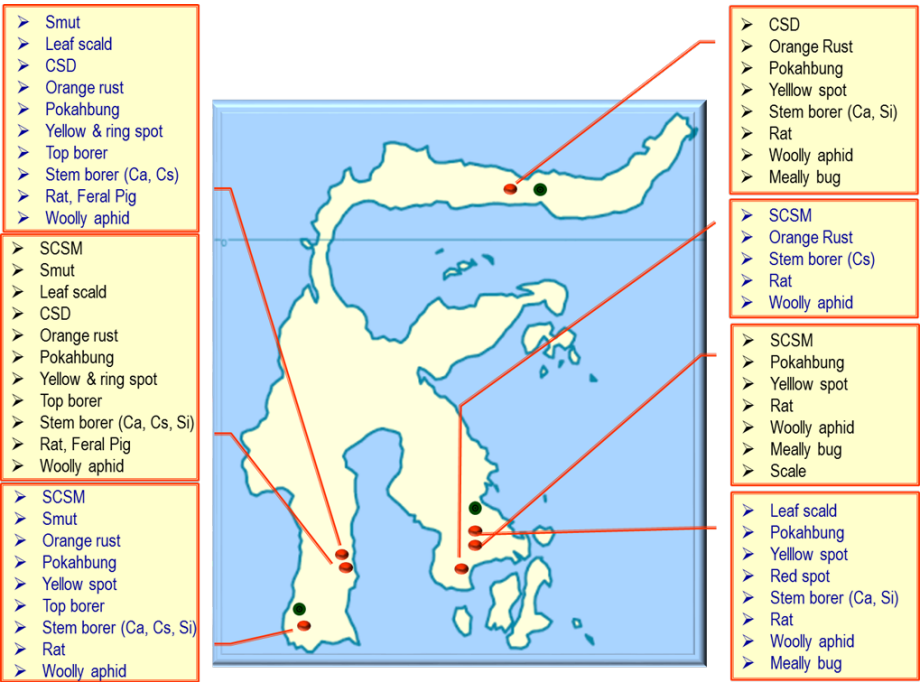 Smut
Leaf scald
CSD
Orange rust
Pokahbung
Yellow & ring spot
Top borer
Stem borer (Ca, Cs)
Rat, Feral Pig
Woolly aphid
SCSM
Smut
Leaf scald
CSD
Orange rust
Pokahbung
Yellow & ring spot
Top borer
Stem borer (Ca, Cs, Si)
Rat, Feral Pig
Woolly aphid
SCSM
Smut
Orange rust
Pokahbung
Yellow spot
Top borer
Stem borer (Ca, Cs, Si)
Rat
Woolly aphid
CSD
Orange Rust
Pokahbung
Yelllow spot
Stem borer (Ca, Si)
Rat
Woolly aphid
Meally bug
SCSM
Orange Rust
Stem borer (Cs)
Rat
Woolly aphid
SCSM
Pokahbung
Yelllow spot
Rat
Woolly aphid
Meally bug
Scale
Leaf scald
Pokahbung
Yelllow spot
Red spot
Stem borer (Ca, Si)
Rat
Woolly aphid
Meally bug